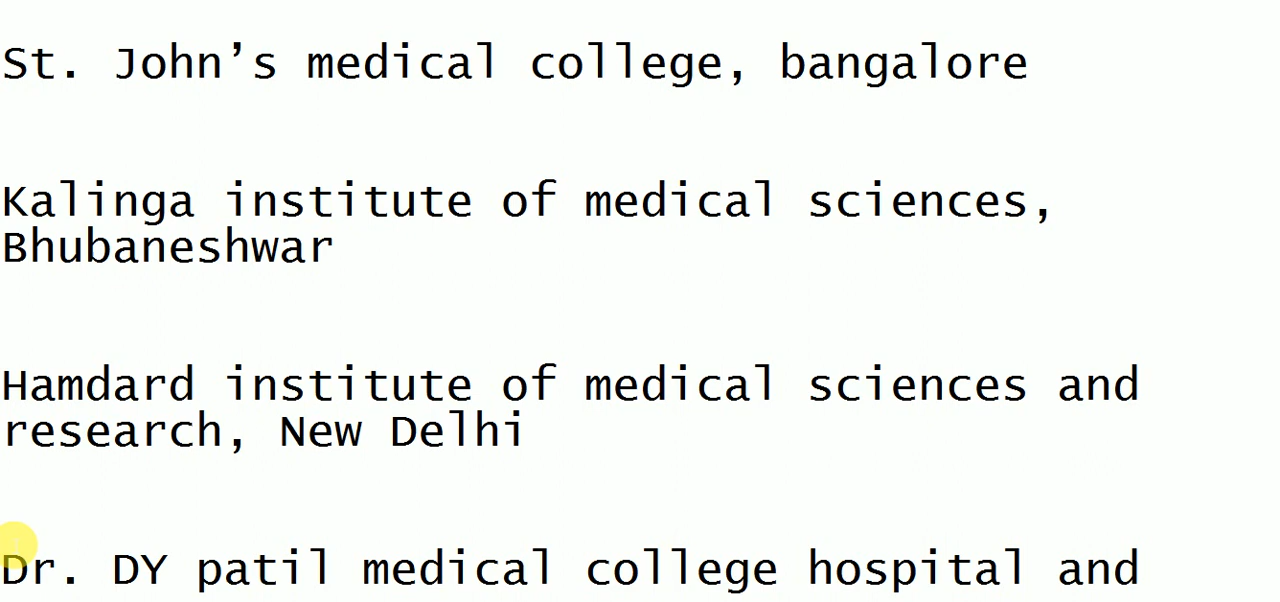 St. John’s medical college, bangalore
Kalinga institute of medical sciences,
Bhubaneshwar
Hamdard institute of medical sciences and
research, New Delhi
Dr. DY patil medical college hospital and